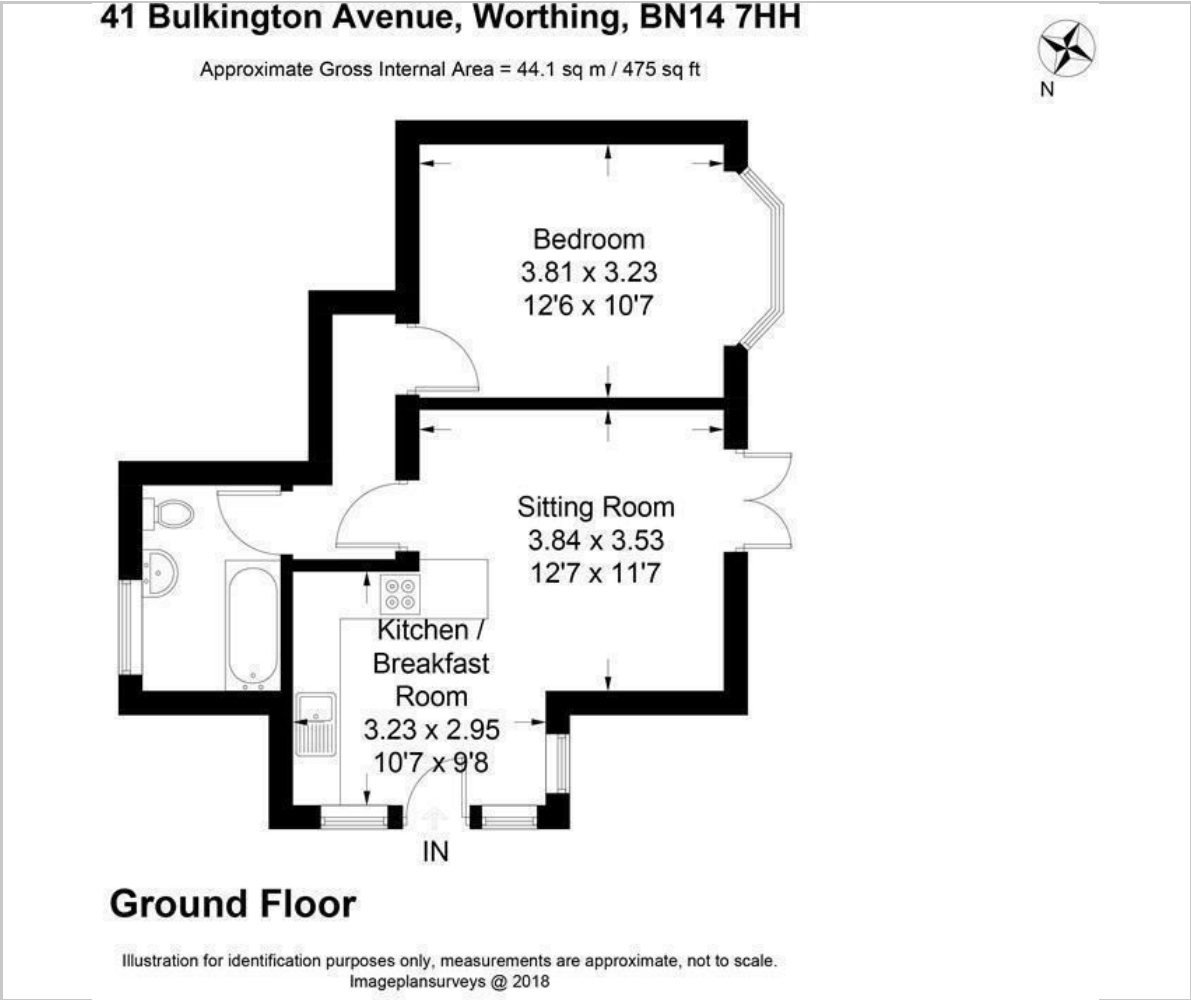 41 Bulkington Avenue, Worthing, BN14 7HH
Approximate Gross Internal Area = 44.1 sq m / 475 sq ft
N
Bedroom
3.81 x 3.23
12'6 x 10'7
Sitting Room
3.84 x 3.53
12'7 x 11'7
Kitchen /
Breakfast
Room
3.23 x 2.95
10'7 x 9'8
IN
Ground Floor
Illustration for identification purposes only, measurements are approximate, not to scale.
Imageplansurveys @ 2018